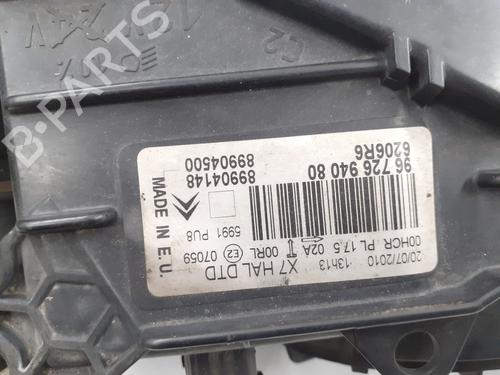 96 726 940 80
6206R6
89904148
89904500
20/07/2010
13h13
X7 HAL DTD
00HCR PL 17.5 02A 00RL E2 07059
5991 PU8
MADE IN E.U.
C2
12V
B-PARTS